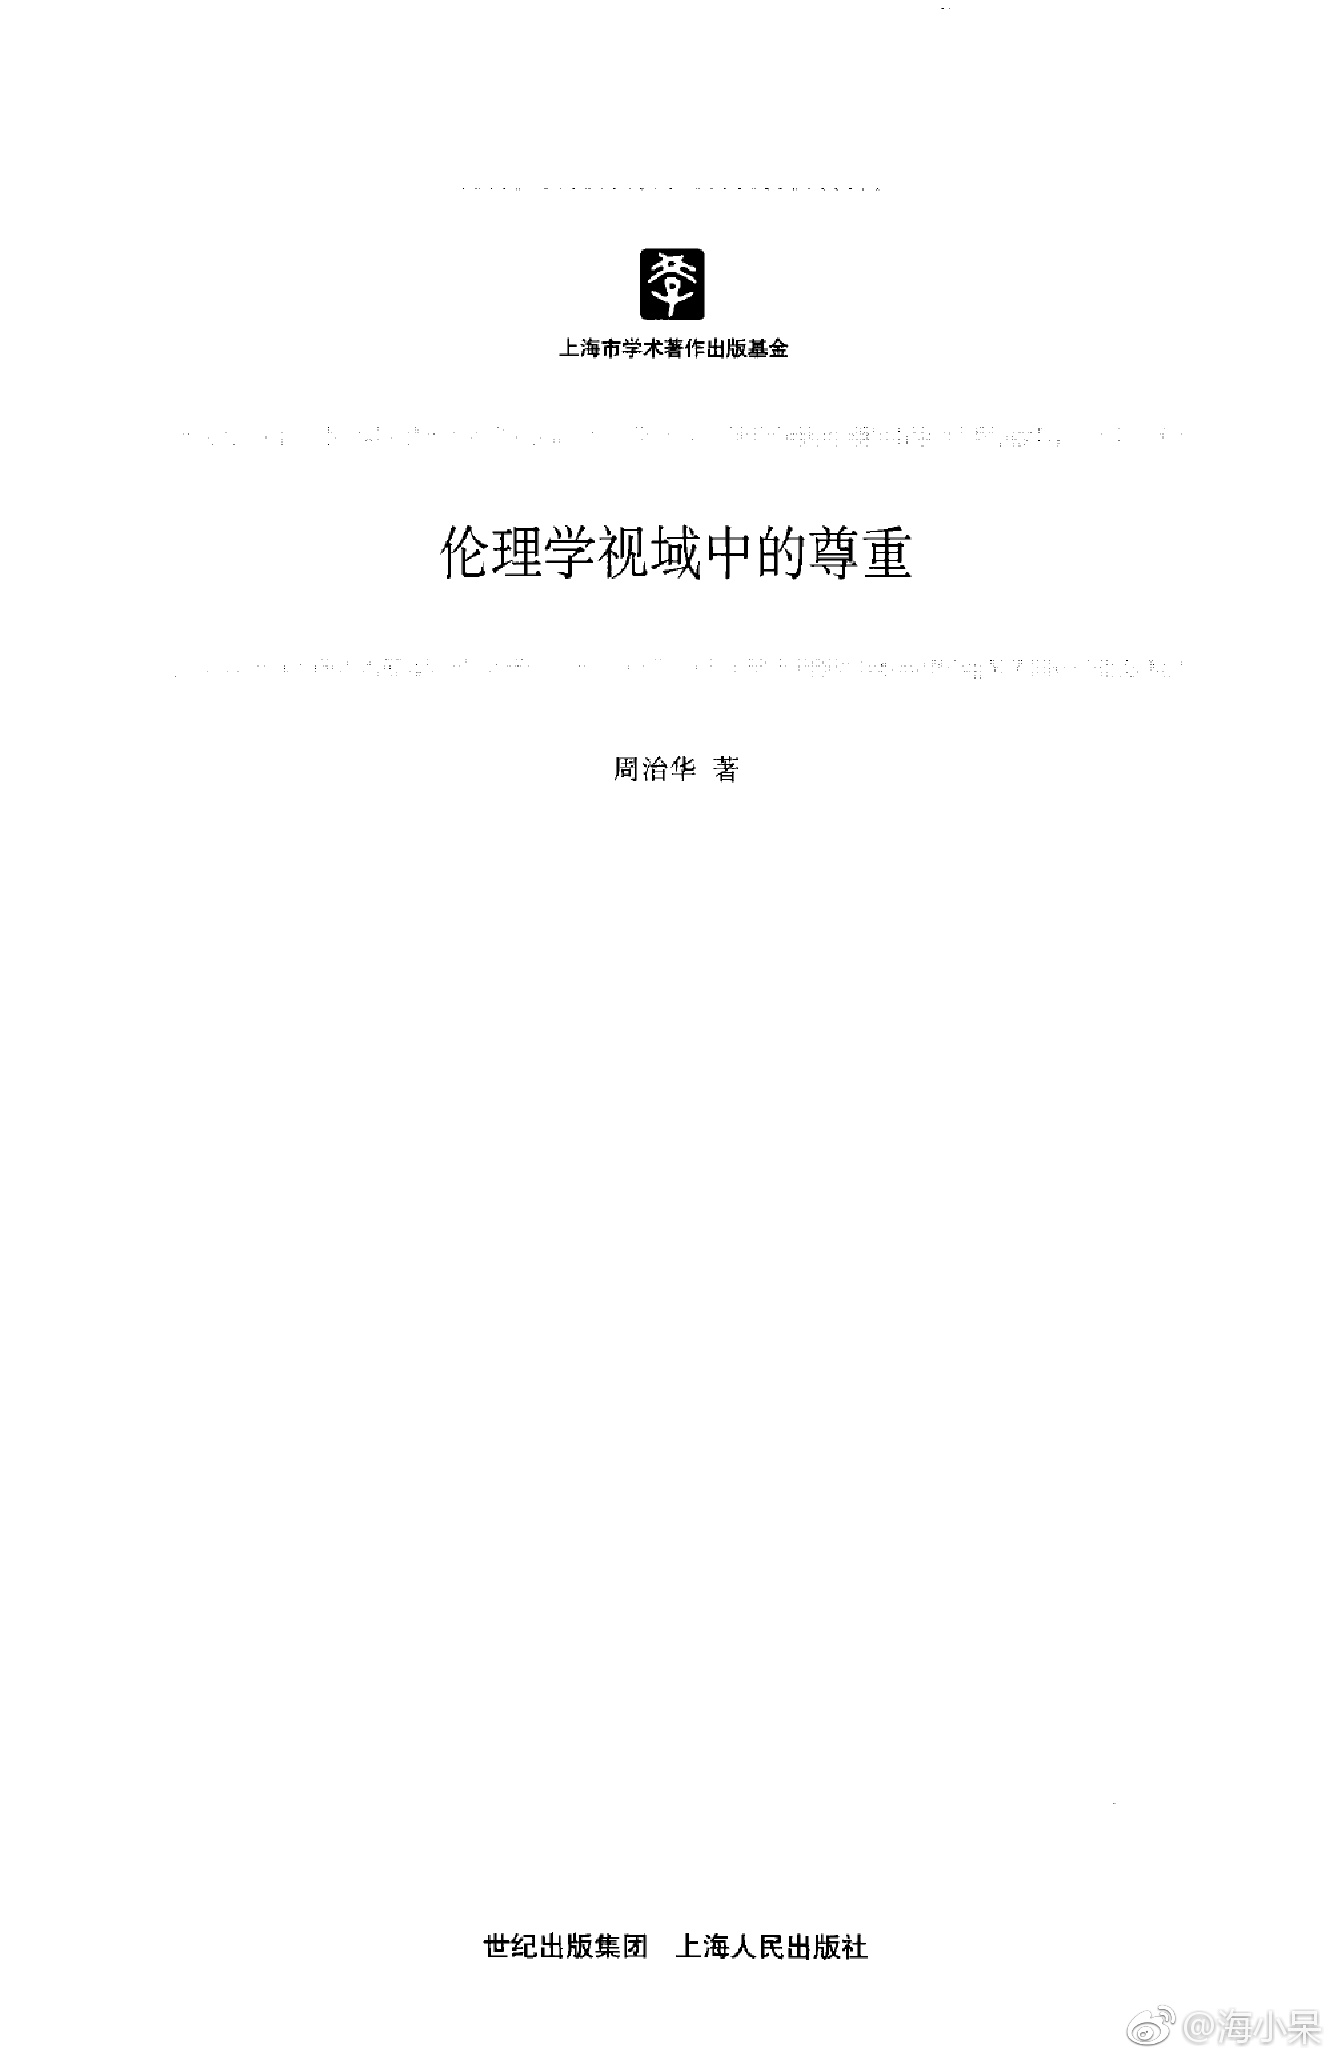 上海市学术著作出版基金
伦理学视域中的尊重
周治华 著
世纪出版集团 上海人民出版社
@海小呆